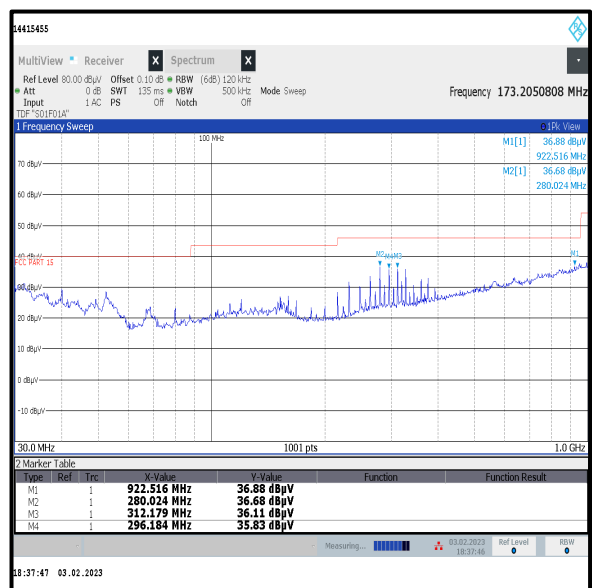 14415455
MultiView Receiver X Spectrum X
Ref Level 80.00 dBµV Offset 0.10 dB RBW (6dB) 120 kHz
Att 0 dB SWT 135 ms VBW 500 kHz Mode Sweep Frequency 173.2050808 MHz
Input 1 AC PS Off Notch Off
TDF "S01F01A"
1 Frequency Sweep 1Pk View
100 MHz
M1[1] 36.88 dBµV
922.516 MHz
70 dBµV
M2[1] 36.68 dBµV
280.024 MHz
60 dBµV
50 dBµV
40 dBµV
M2 M4 M3 M1
FCC PART 15
30 dBµV
20 dBµV
10 dBµV
0 dBµV
-10 dBµV
30.0 MHz 1001 pts 1.0 GHz
2 Marker Table
Type Ref Trc X-Value Y-Value Function Function Result
M1 1 922.516 MHz 36.88 dBµV
M2 1 280.024 MHz 36.68 dBµV
M3 1 312.179 MHz 36.11 dBµV
M4 1 296.184 MHz 35.83 dBµV
Measuring... 03.02.2023 Ref Level RBW
18:37:46
18:37:47 03.02.2023